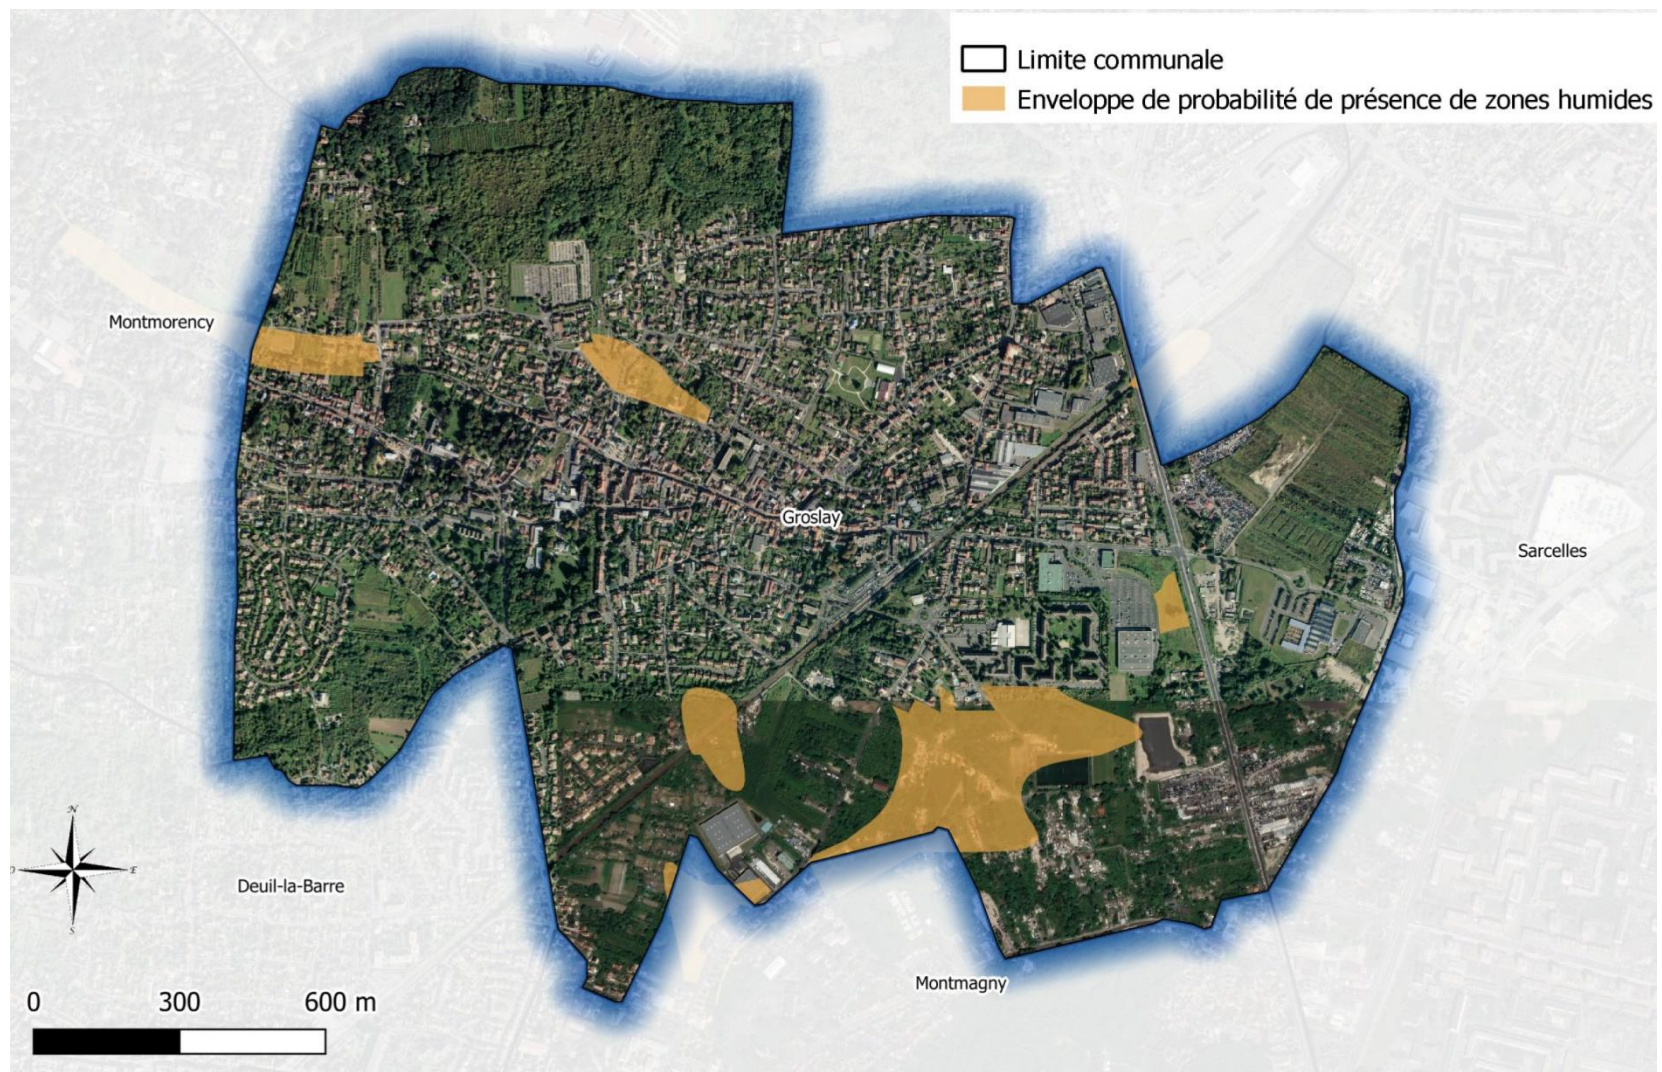 Limite communale
Enveloppe de probabilité de présence de zones humides
Montmorency
Groslay
Sarcelles
N
E
S
Deuil-la-Barre
Montmagny
0 300 600 m